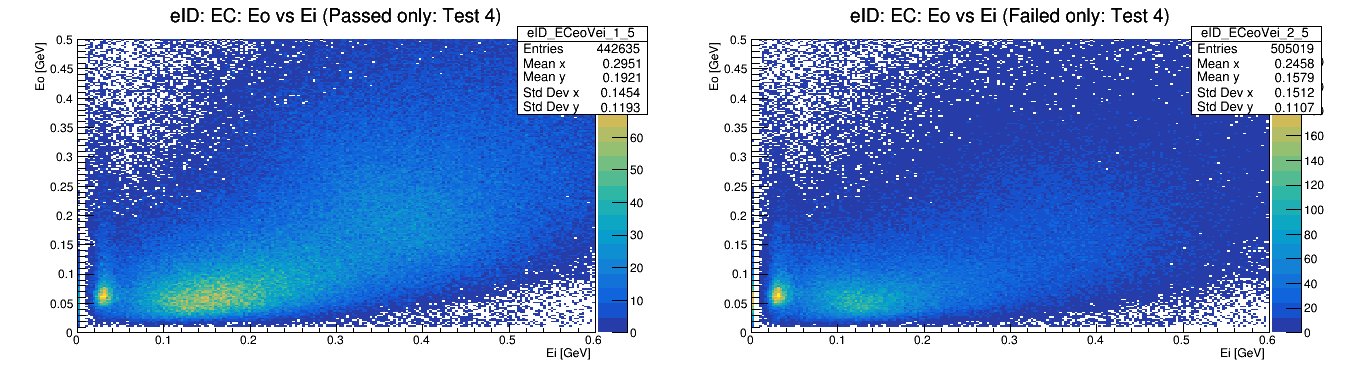 eID: EC: Eo vs Ei (Passed only: Test 4)
eID_ECeoVei_1_5
Entries 442635
Mean x 0.2951
Mean y 0.1921
Std Dev x 0.1454
Std Dev y 0.1193
Eo [GeV]
0.5
0.45
0.4
0.35
0.3
0.25
0.2
0.15
0.1
0.05
0
0 0.1 0.2 0.3 0.4 0.5 0.6
Ei [GeV]
60
50
40
30
20
10
0
eID: EC: Eo vs Ei (Failed only: Test 4)
eID_ECeoVei_2_5
Entries 505019
Mean x 0.2458
Mean y 0.1579
Std Dev x 0.1512
Std Dev y 0.1107
Eo [GeV]
0.5
0.45
0.4
0.35
0.3
0.25
0.2
0.15
0.1
0.05
0
0 0.1 0.2 0.3 0.4 0.5 0.6
Ei [GeV]
160
140
120
100
80
60
40
20
0